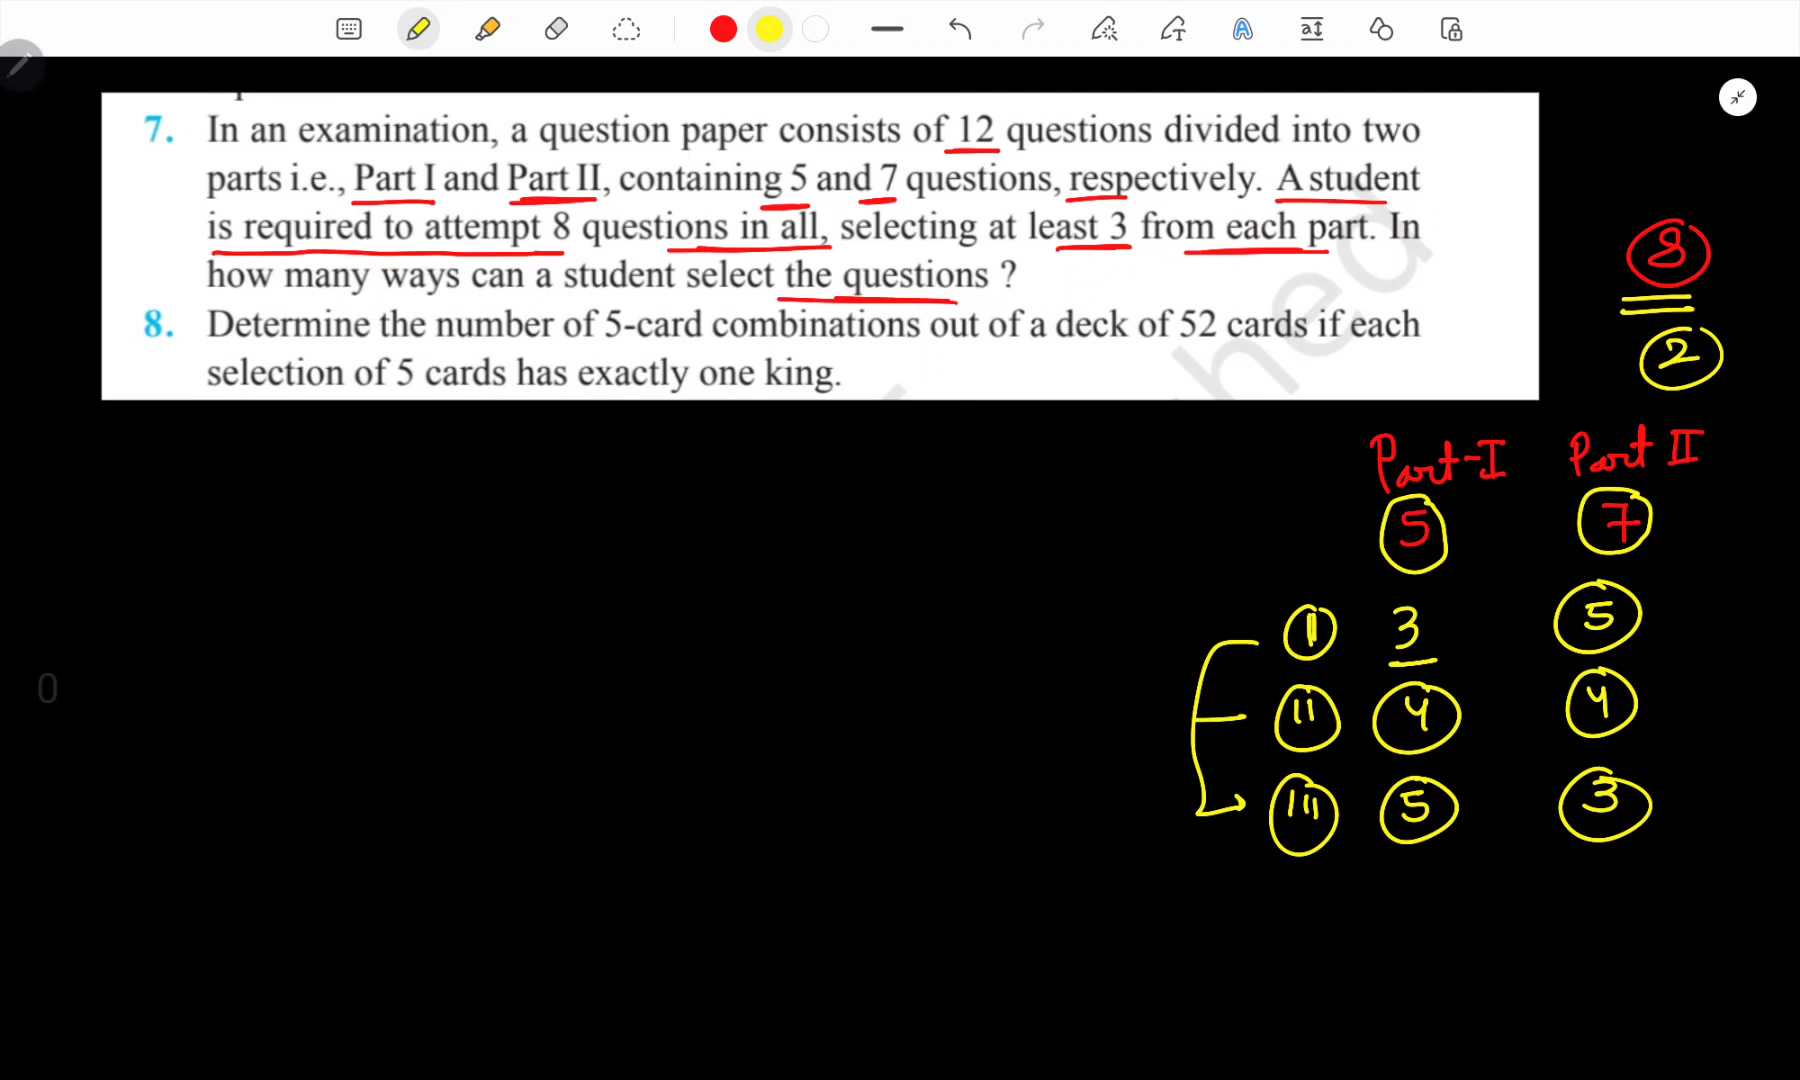 7. In an examination, a question paper consists of 12 questions divided into two
parts i.e., Part I and Part II, containing 5 and 7 questions, respectively. A student
is required to attempt 8 questions in all, selecting at least 3 from each part. In
how many ways can a student select the questions ?
8. Determine the number of 5-card combinations out of a deck of 52 cards if each
selection of 5 cards has exactly one king.
8
2
Part-I Part II
5 7
I 3 5
II 4 4
III 5 3
0
hed